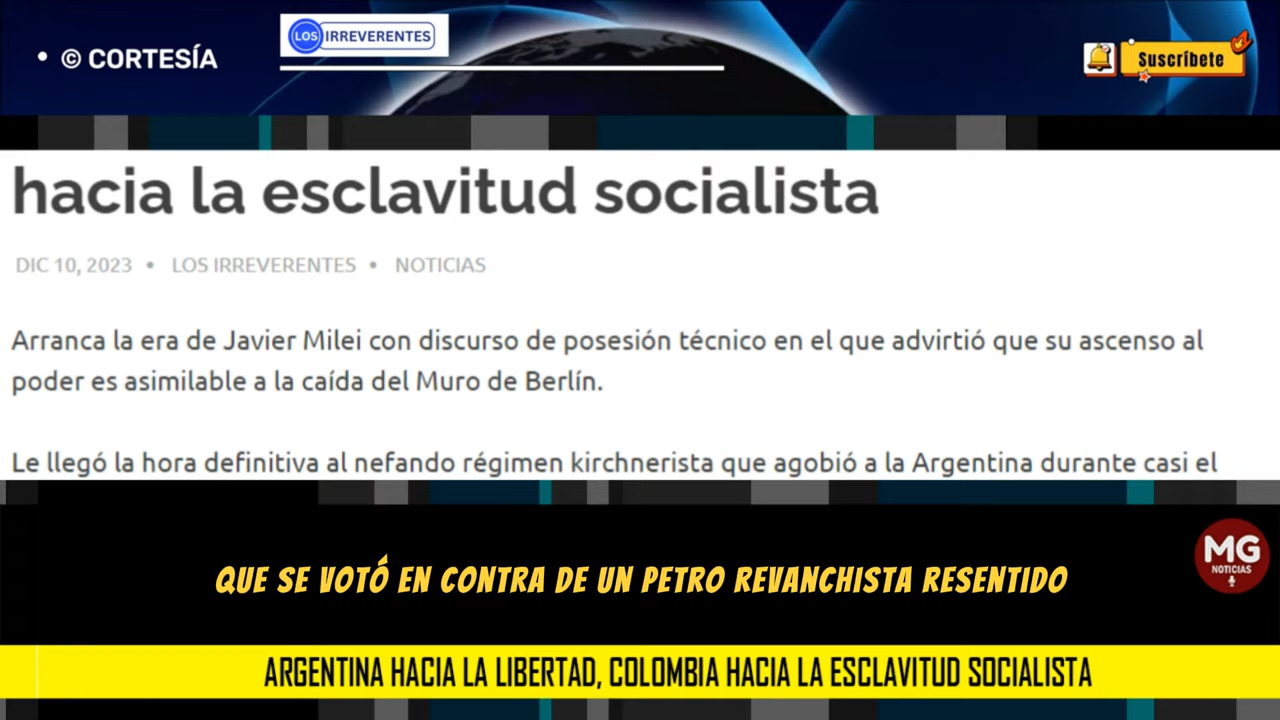 • © CORTESÍA
LOS IRREVERENTES
Suscríbete
hacia la esclavitud socialista
DIC 10, 2023 • LOS IRREVERENTES • NOTICIAS
Arranca la era de Javier Milei con discurso de posesión técnico en el que advirtió que su ascenso al
poder es asimilable a la caída del Muro de Berlín.
Le llegó la hora definitiva al nefando régimen kirchnerista que agobió a la Argentina durante casi el
MG
NOTICIAS
QUE SE VOTÓ EN CONTRA DE UN PETRO REVANCHISTA RESENTIDO
ARGENTINA HACIA LA LIBERTAD, COLOMBIA HACIA LA ESCLAVITUD SOCIALISTA